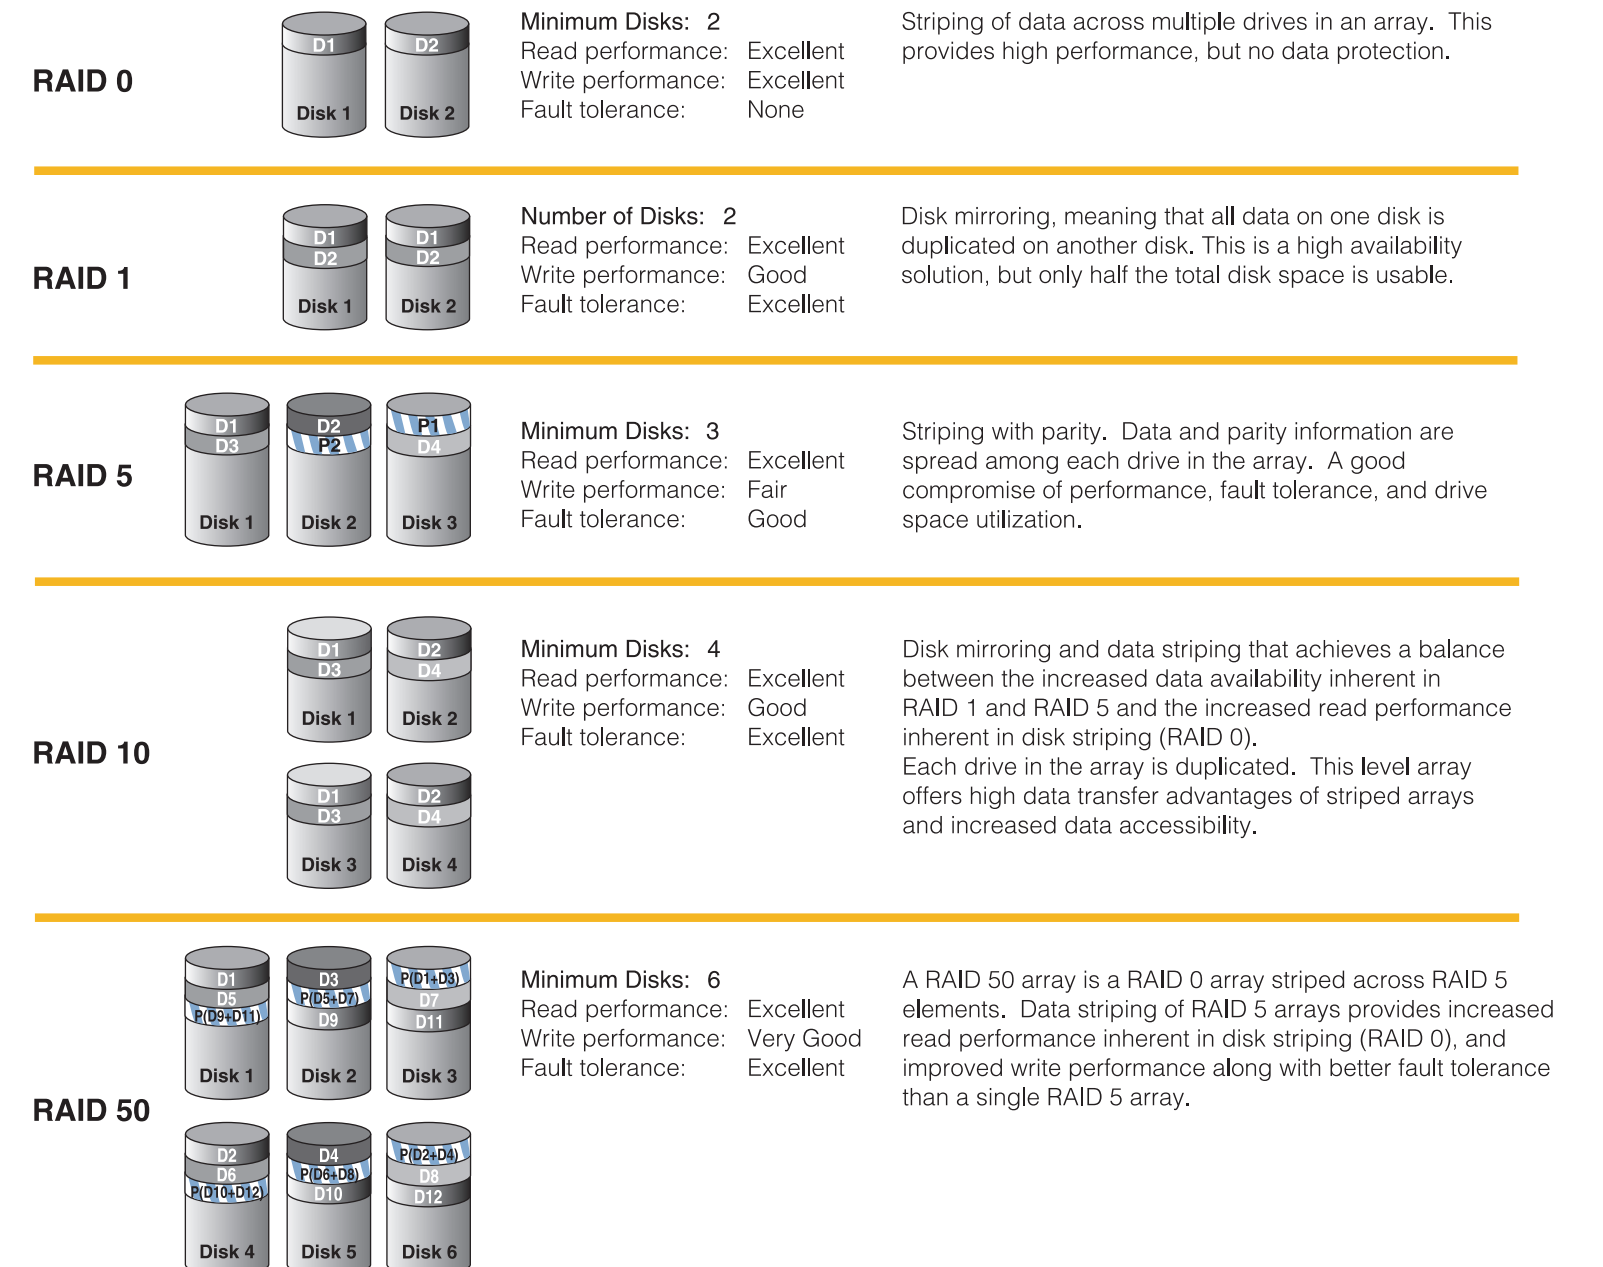 RAID 0
D1
D2
Disk 1
Disk 2
Minimum Disks: 2
Read performance: Excellent
Write performance: Excellent
Fault tolerance: None
Striping of data across multiple drives in an array. This
provides high performance, but no data protection.
RAID 1
D1
D1
D2
D2
Disk 1
Disk 2
Number of Disks: 2
Read performance: Excellent
Write performance: Good
Fault tolerance: Excellent
Disk mirroring, meaning that all data on one disk is
duplicated on another disk. This is a high availability
solution, but only half the total disk space is usable.
RAID 5
D1
D2
P1
D3
P2
D4
Disk 1
Disk 2
Disk 3
Minimum Disks: 3
Read performance: Excellent
Write performance: Fair
Fault tolerance: Good
Striping with parity. Data and parity information are
spread among each drive in the array. A good
compromise of performance, fault tolerance, and drive
space utilization.
RAID 10
D1
D2
D3
D4
Disk 1
Disk 2
D1
D2
D3
D4
Disk 3
Disk 4
Minimum Disks: 4
Read performance: Excellent
Write performance: Good
Fault tolerance: Excellent
Disk mirroring and data striping that achieves a balance
between the increased data availability inherent in
RAID 1 and RAID 5 and the increased read performance
inherent in disk striping (RAID 0).
Each drive in the array is duplicated. This level array
offers high data transfer advantages of striped arrays
and increased data accessibility.
RAID 50
D1
D3
P(D1+D3)
D5
P(D5+D7)
D7
P(D9+D11)
D9
D11
Disk 1
Disk 2
Disk 3
D2
D4
P(D2+D4)
D6
P(D6+D8)
D8
P(D10+D12)
D10
D12
Disk 4
Disk 5
Disk 6
Minimum Disks: 6
Read performance: Excellent
Write performance: Very Good
Fault tolerance: Excellent
A RAID 50 array is a RAID 0 array striped across RAID 5
elements. Data striping of RAID 5 arrays provides increased
read performance inherent in disk striping (RAID 0), and
improved write performance along with better fault tolerance
than a single RAID 5 array.